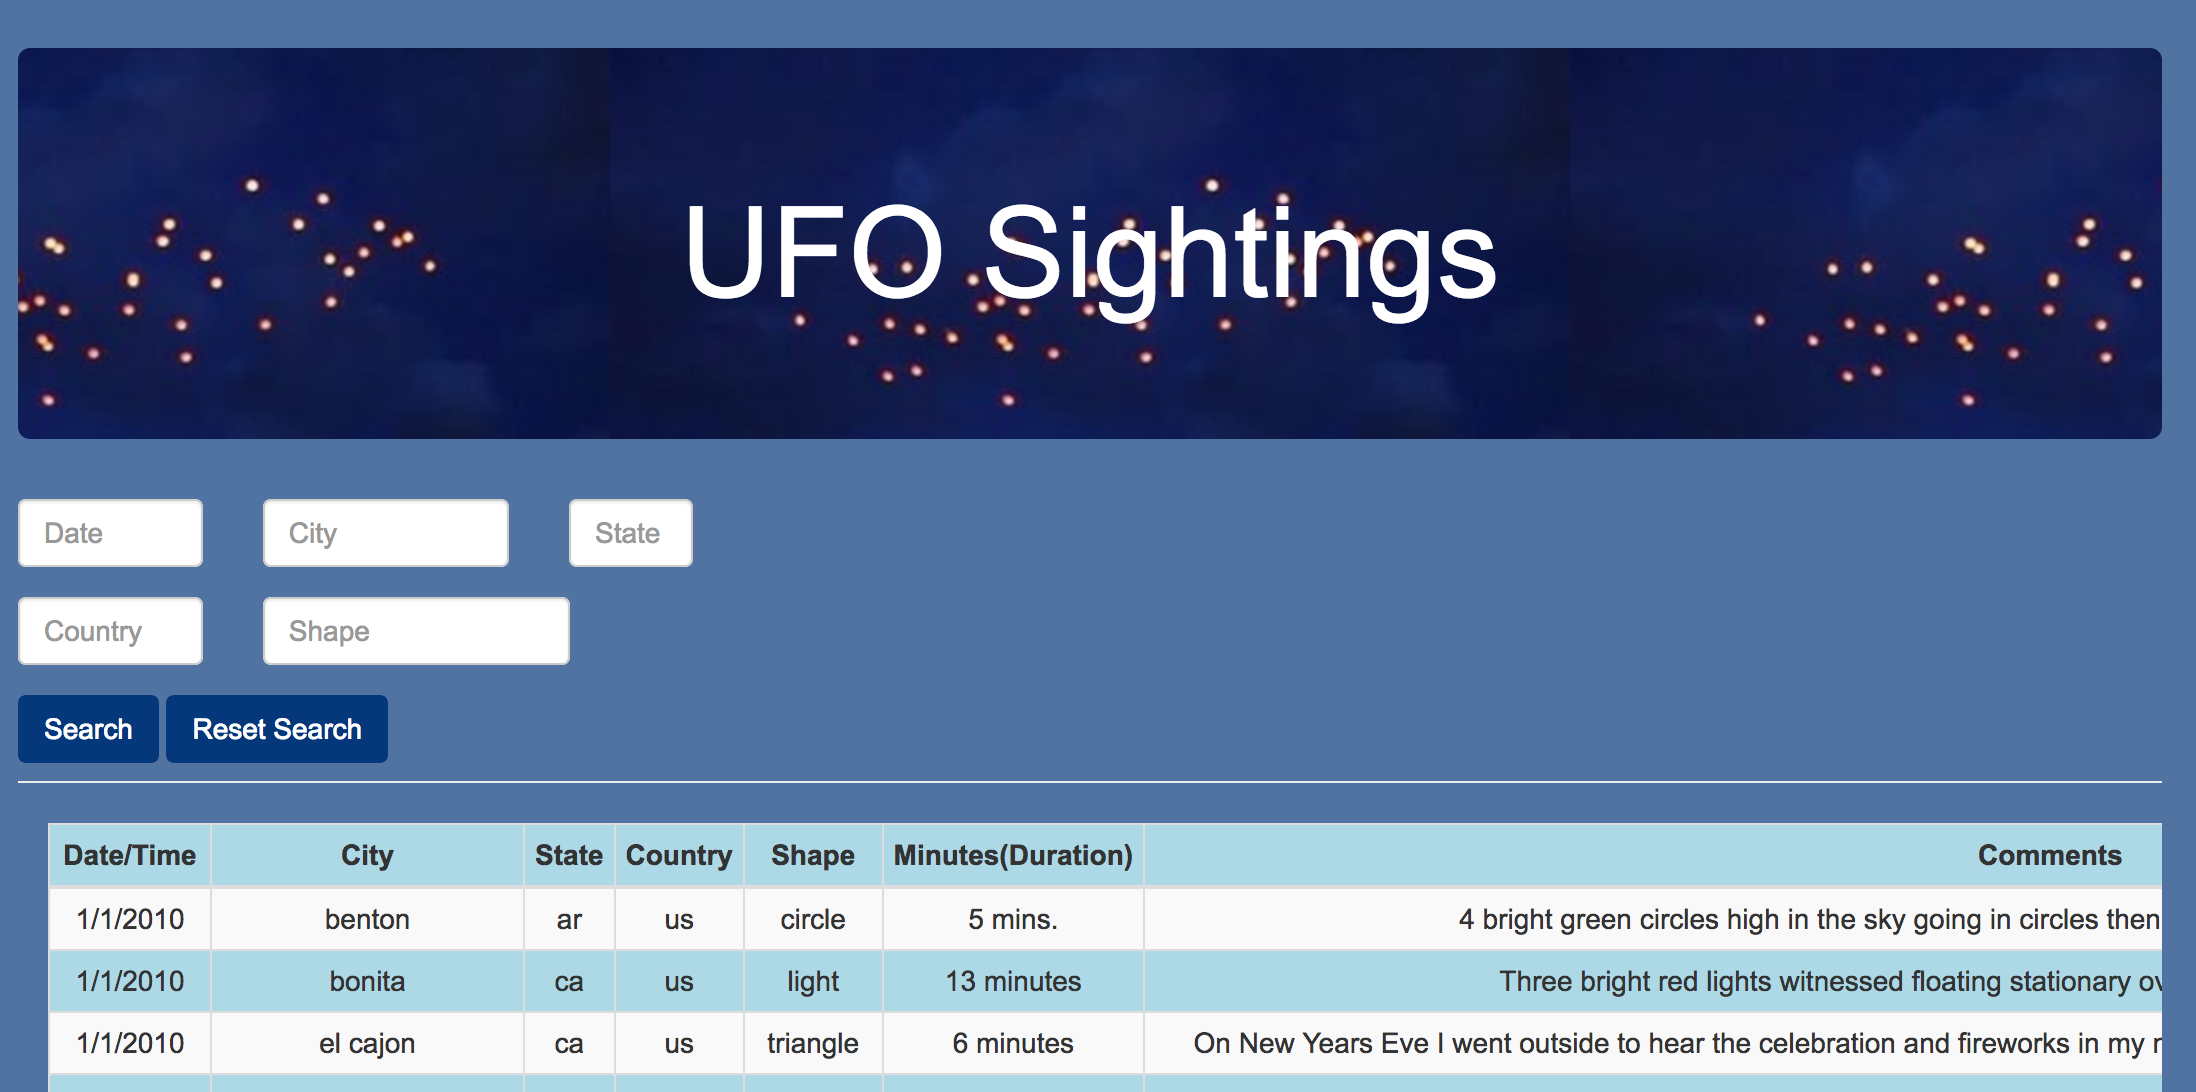 UFO Sightings
Date City State
Country Shape
Search Reset Search
Date/Time City State Country Shape Minutes(Duration) Comments
1/1/2010 benton ar us circle 5 mins. 4 bright green circles high in the sky going in circles then
1/1/2010 bonita ca us light 13 minutes Three bright red lights witnessed floating stationary
1/1/2010 el cajon ca us triangle 6 minutes On New Years Eve I went outside to hear the celebration and fireworks in my